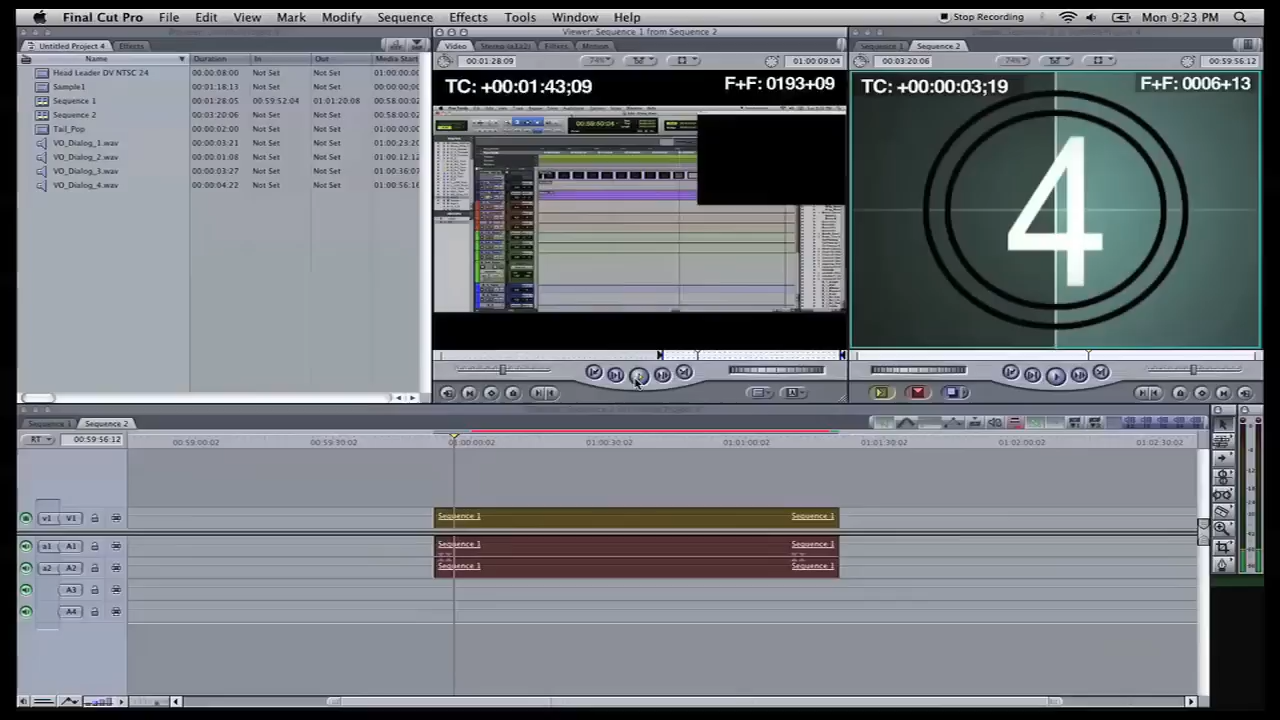 Final Cut Pro File Edit View Mark Modify Sequence Effects Tools Window Help Stop Recording Mon 9:23 PM
Viewer: Sequence 1 from Sequence 2
Untitled Project 4 Effects
Video Stereo (a1a2) Filters Motion
Sequence 1 Sequence 2
Name Duration In Out Media Start
00:01:28:09 74% 01:00:09:04
00:03:20:06 74% 00:59:56:12
Head Leader DV NTSC 24 00:00:08:00 Not Set Not Set 01:00:00:00
Sample1 00:01:18:13 Not Set Not Set
Sequence 1 00:01:28:05 00:59:52:04 01:01:20:08 00:58:00:02
Sequence 2 00:03:20:06 Not Set Not Set 00:58:00:02
Tail_Pop 00:00:02:00 Not Set Not Set 01:00:00:00
VO_Dialog_1.wav 00:00:03:21 Not Set Not Set 01:00:23:20
VO_Dialog_2.wav 00:00:01:08 Not Set Not Set 01:00:12:12
VO_Dialog_3.wav 00:00:03:27 Not Set Not Set 01:00:36:07
VO_Dialog_4.wav 00:00:04:22 Not Set Not Set 01:00:56:16
TC: +00:01:43;09 F+F: 0193+09
TC: +00:00:03;19 F+F: 0006+13
4
Sequence 1 Sequence 2
RT 00:59:56:12 00:59:00:02 00:59:30:02 01:00:00:02 01:00:30:02 01:01:00:02 01:01:30:02 01:02:00:02 01:02:30:02
v1 V1 Sequence 1 Sequence 1
a1 A1 Sequence 1 Sequence 1
a2 A2 Sequence 1 Sequence 1
A3
A4